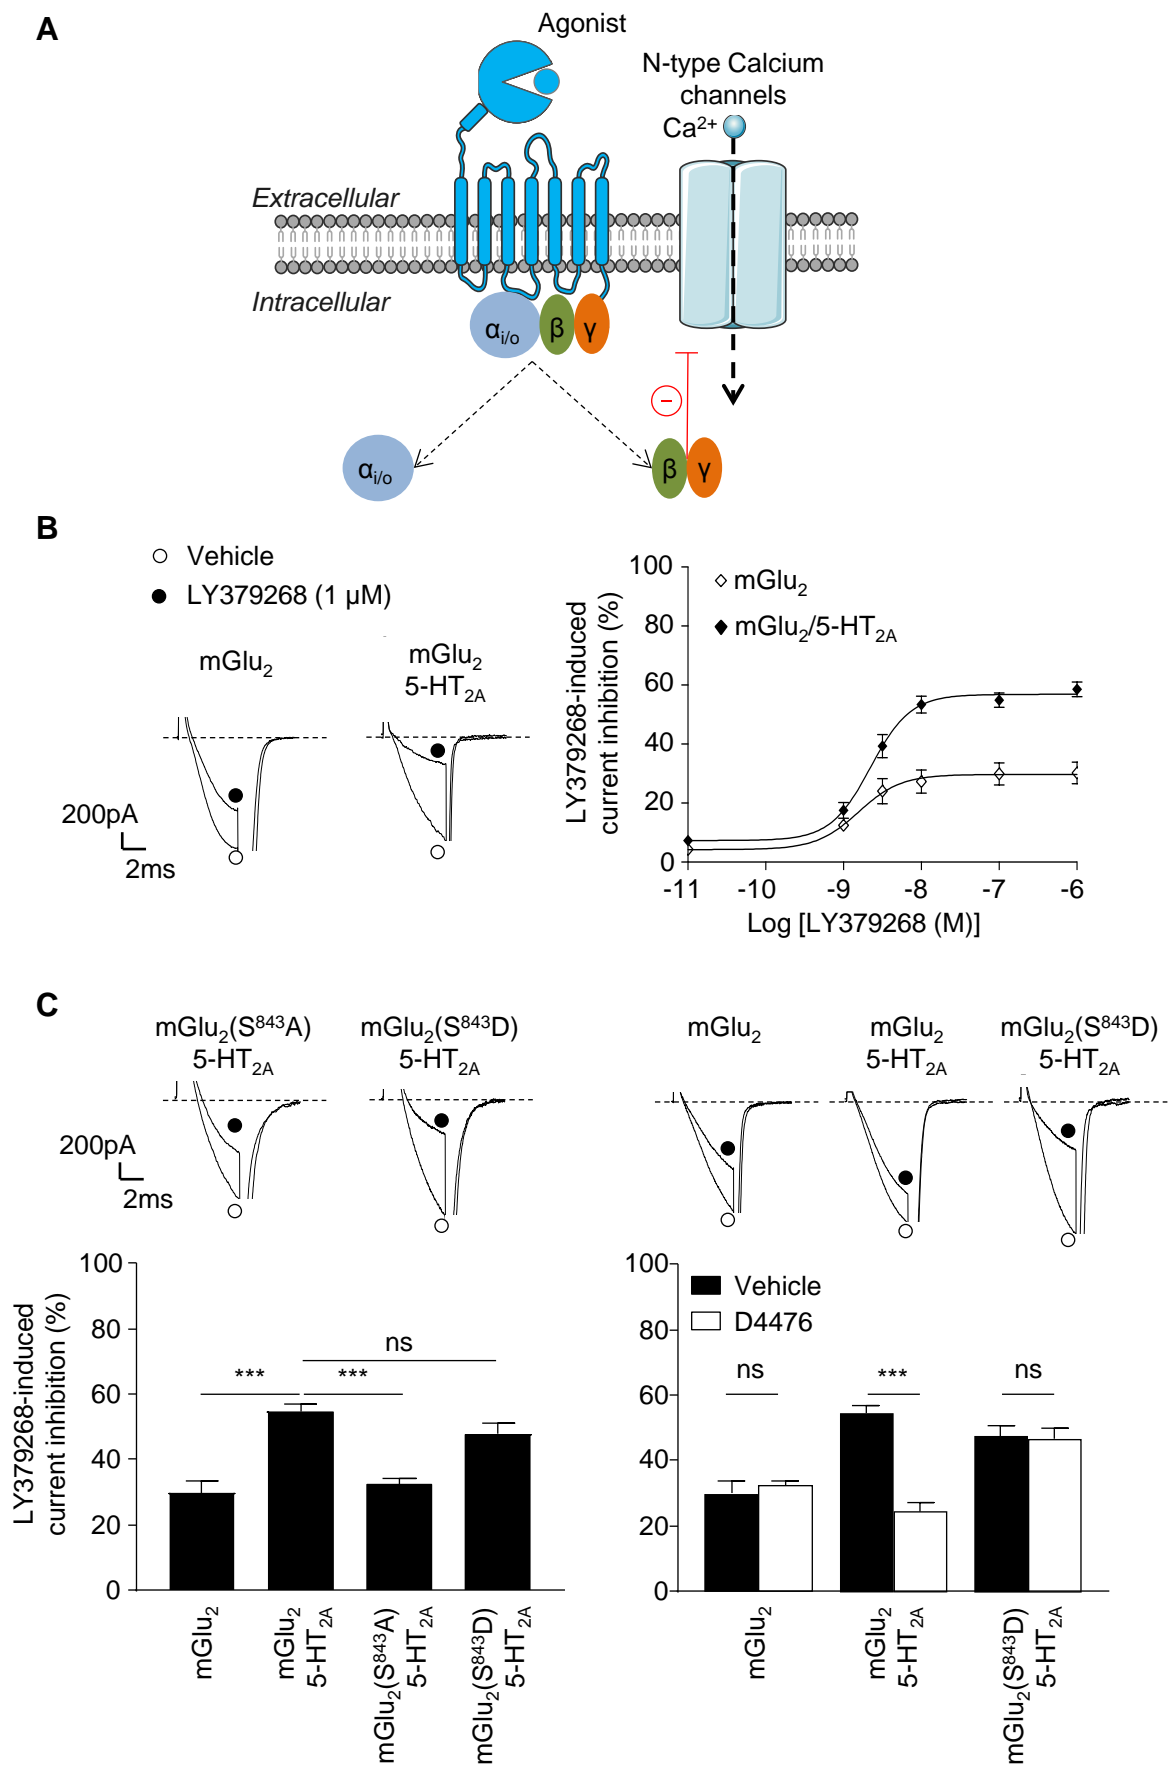 A
Agonist
N-type Calcium
channels
Ca²⁺
Extracellular
Intracellular
α_i/o β γ
⊖
α_i/o
β γ
B
○ Vehicle
● LY379268 (1 µM)
mGlu₂
mGlu₂
5-HT₂A
200pA
2ms
LY379268-induced
current inhibition (%)
100
80
60
40
20
0
◇ mGlu₂
◆ mGlu₂/5-HT₂A
-11 -10 -9 -8 -7 -6
Log [LY379268 (M)]
C
mGlu₂(S⁸⁴³A)
5-HT₂A
mGlu₂(S⁸⁴³D)
5-HT₂A
mGlu₂
mGlu₂
5-HT₂A
mGlu₂(S⁸⁴³D)
5-HT₂A
200pA
2ms
LY379268-induced
current inhibition (%)
100
80
60
40
20
0
***
***
ns
mGlu₂
mGlu₂
5-HT₂A
mGlu₂(S⁸⁴³A)
5-HT₂A
mGlu₂(S⁸⁴³D)
5-HT₂A
100
80
60
40
20
0
Vehicle
D4476
ns
***
ns
mGlu₂
mGlu₂
5-HT₂A
mGlu₂(S⁸⁴³D)
5-HT₂A